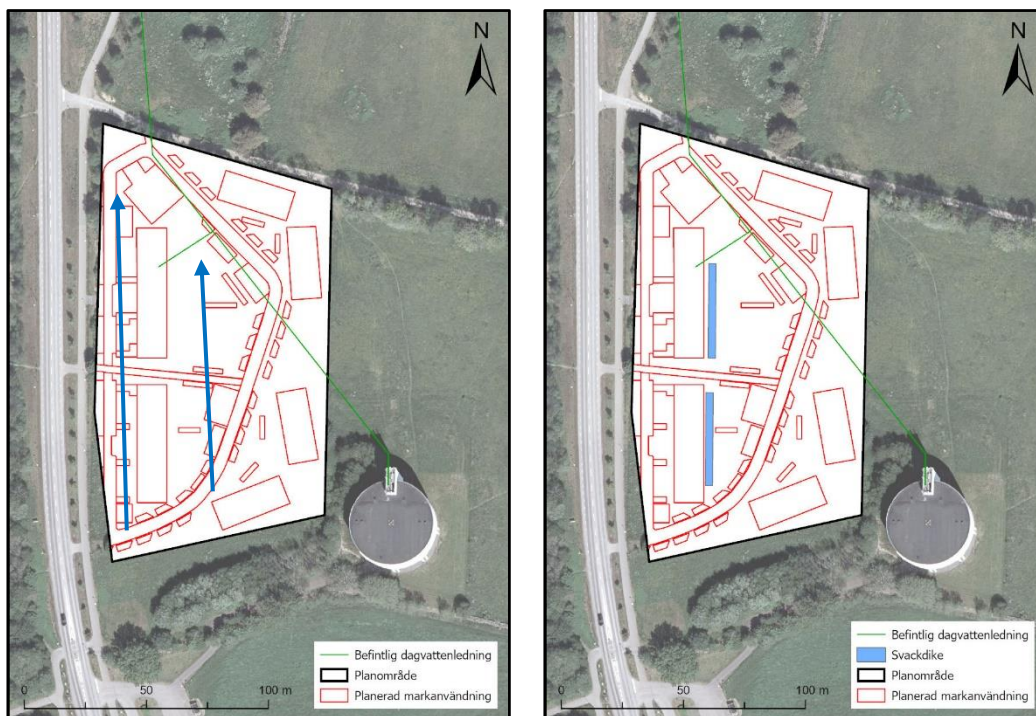 N
Befintlig dagvattenledning
Planområde
Planerad markanvändning
0 50 100 m
N
Befintlig dagvattenledning
Svackdike
Planområde
Planerad markanvändning
0 50 100 m